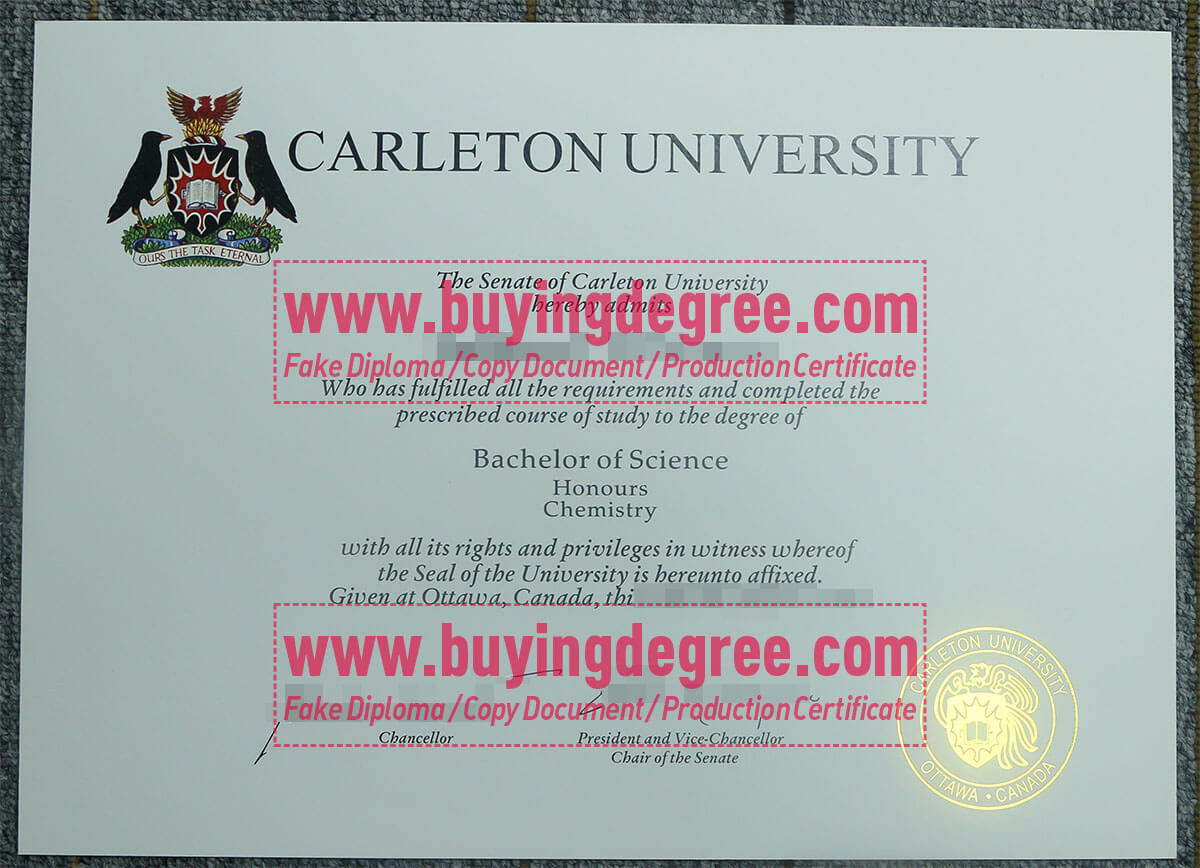 CARLETON UNIVERSITY
OURS THE TASK ETERNAL
The Senate of Carleton University
hereby admits
www.buyingdegree.com
Fake Diploma / Copy Document / Production Certificate
Who has fulfilled all the requirements and completed the
prescribed course of study to the degree of
Bachelor of Science
Honours
Chemistry
with all its rights and privileges in witness whereof
the Seal of the University is hereunto affixed.
Given at Ottawa, Canada, thi
www.buyingdegree.com
Fake Diploma / Copy Document / Production Certificate
Chancellor
President and Vice-Chancellor
Chair of the Senate
CARLETON UNIVERSITY
OTTAWA • CANADA